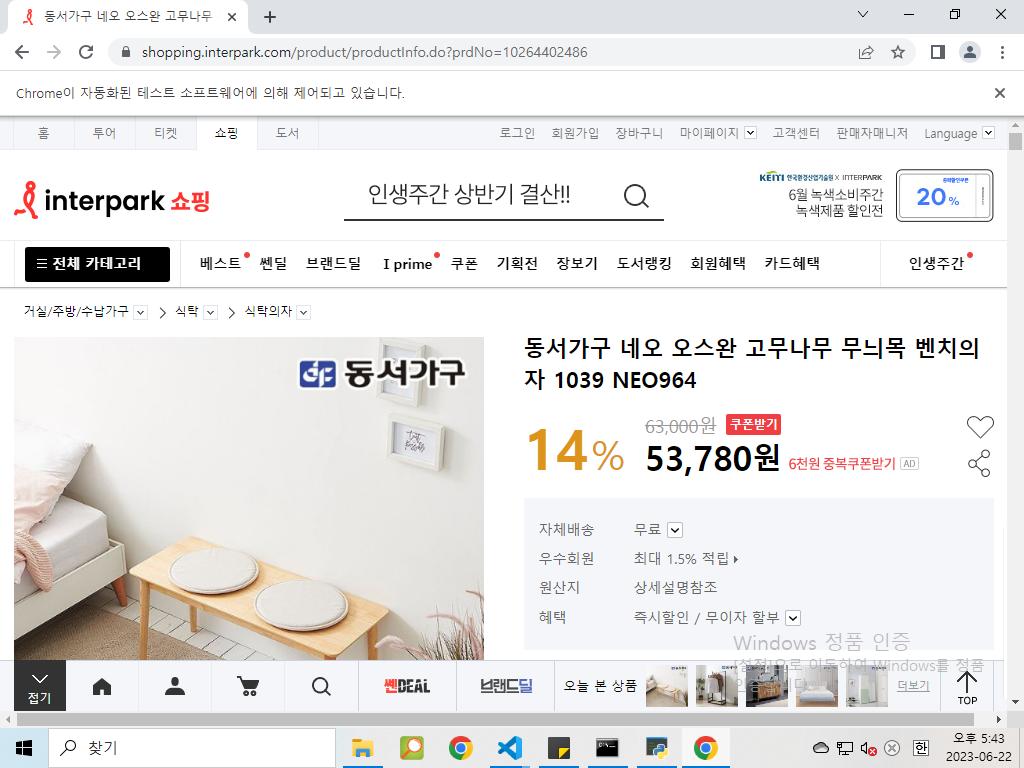 동서가구 네오 오스완 고무나무
shopping.interpark.com/product/productInfo.do?prdNo=10264402486
Chrome이 자동화된 테스트 소프트웨어에 의해 제어되고 있습니다.
홈 투어 티켓 쇼핑 도서 로그인 회원가입 장바구니 마이페이지 고객센터 판매자매니저 Language
interpark 쇼핑
인생주간 상반기 결산!!
KEITI 한국환경산업기술원 X INTERPARK
6월 녹색소비주간
녹색제품 할인전
20%
전체 카테고리 베스트 쎈딜 브랜드딜 I prime 쿠폰 기획전 장보기 도서랭킹 회원혜택 카드혜택 인생주간
거실/주방/수납가구 식탁 식탁의자
동서가구
동서가구 네오 오스완 고무나무 무늬목 벤치의
자 1039 NEO964
14%
63,000원 쿠폰받기
53,780원 6천원 중복쿠폰받기 AD
자체배송 무료
우수회원 최대 1.5% 적립
원산지 상세설명참조
혜택 즉시할인 / 무이자 할부
Windows 정품 인증
[설정]으로 이동하여 Windows를 정품
접기
쎈DEAL
브랜드딜
오늘 본 상품
더보기
TOP
찾기
한
오후 5:43
2023-06-22